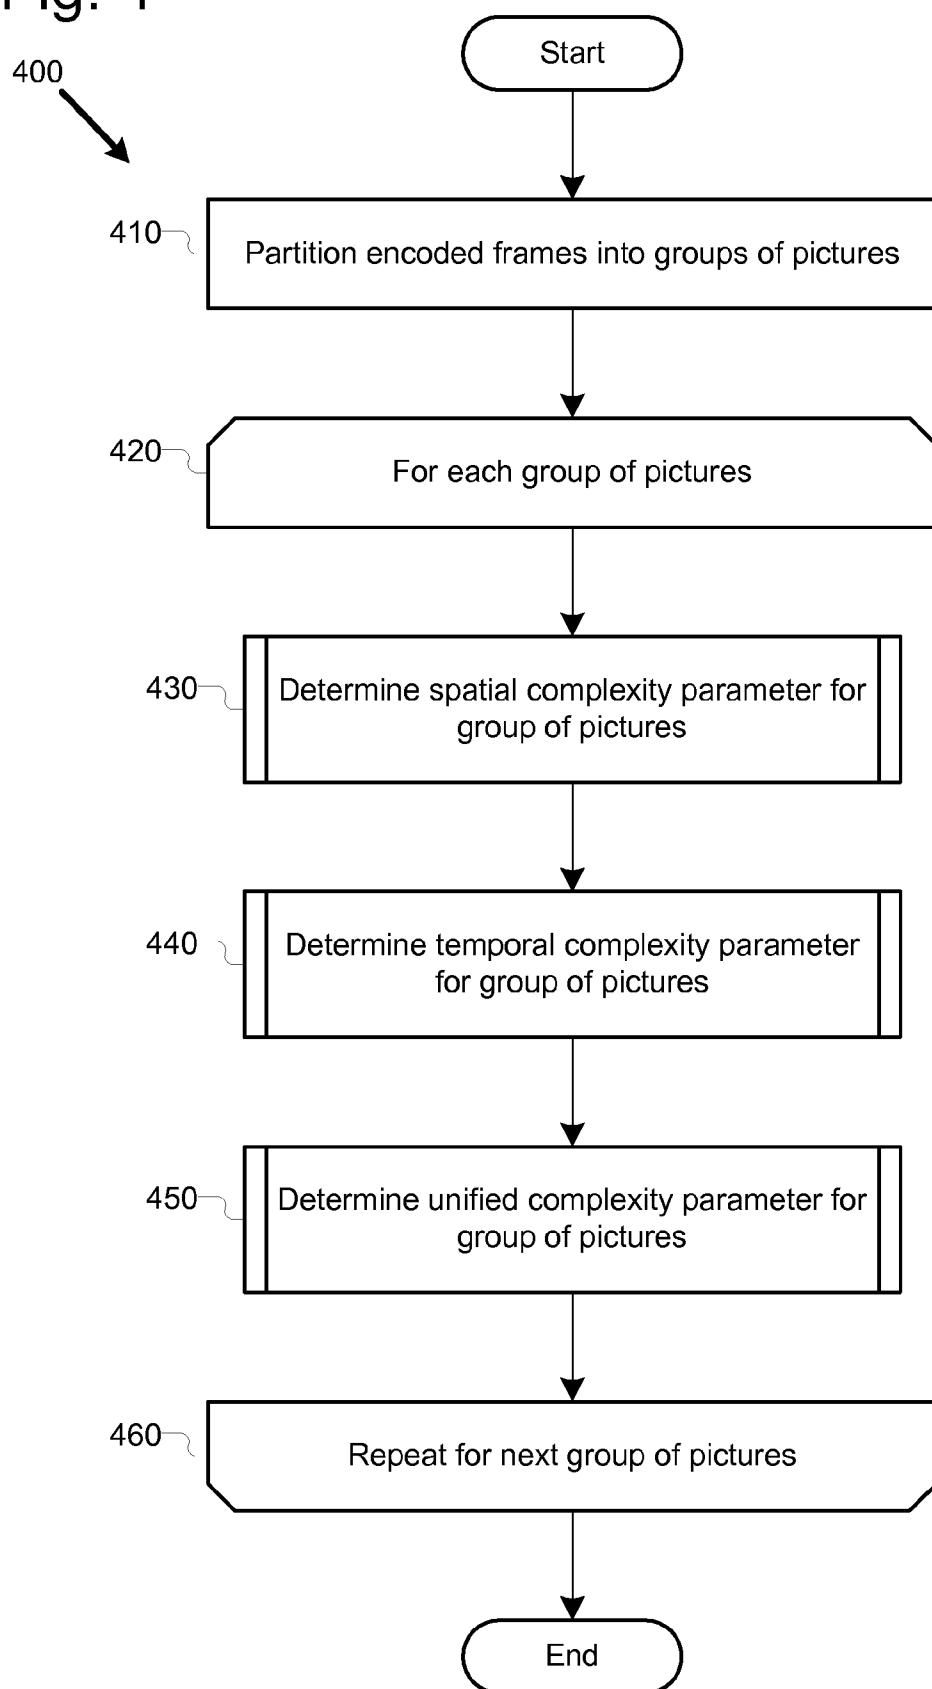 Fig. 4
400
Start
410
Partition encoded frames into groups of pictures
420
For each group of pictures
430
Determine spatial complexity parameter for
group of pictures
440
Determine temporal complexity parameter
for group of pictures
450
Determine unified complexity parameter for
group of pictures
460
Repeat for next group of pictures
End